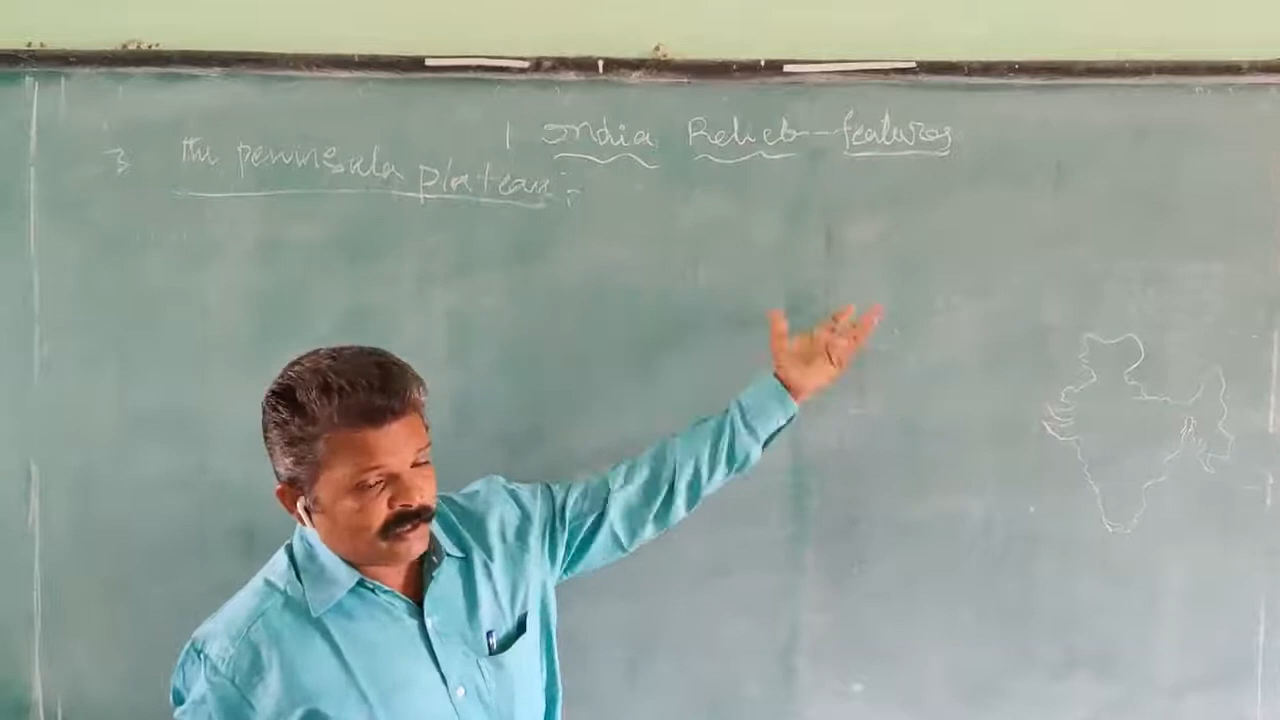 1 India Relief features
3 The peninsula plateau:-